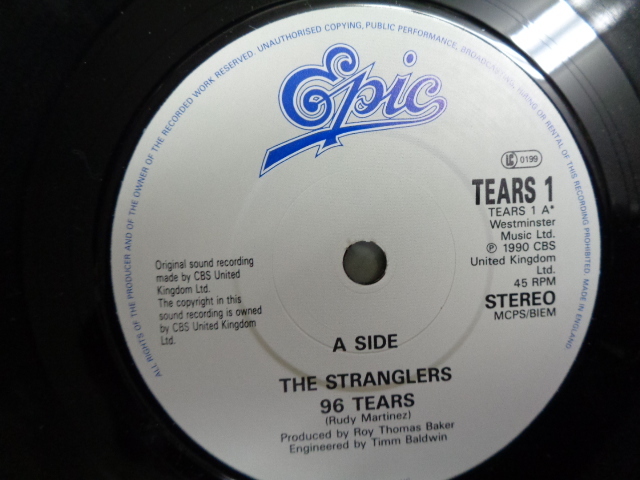 ALL RIGHTS OF THE PRODUCER AND OF THE OWNER OF THE RECORDED WORK RESERVED. UNAUTHORISED COPYING, PUBLIC PERFORMANCE, BROADCASTING, HIRING OR RENTAL OF THIS RECORDING PROHIBITED. MADE IN ENGLAND.
Epic
LC 0199
TEARS 1
TEARS 1 A*
Westminster
Music Ltd.
℗ 1990 CBS
United Kingdom
Ltd.
45 RPM
STEREO
MCPS/BIEM
Original sound recording
made by CBS United
Kingdom Ltd.
The copyright in this
sound recording is owned
by CBS United Kingdom
Ltd.
A SIDE
THE STRANGLERS
96 TEARS
(Rudy Martinez)
Produced by Roy Thomas Baker
Engineered by Timm Baldwin